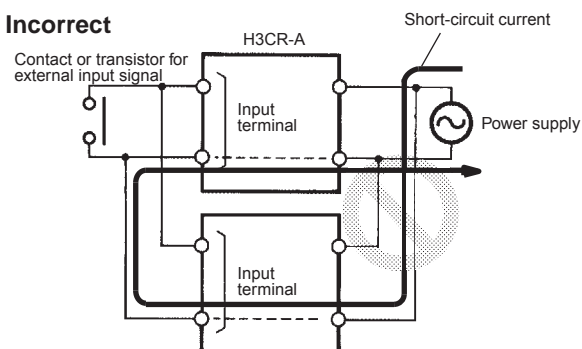 Incorrect
Short-circuit current
H3CR-A
Contact or transistor for
external input signal
Input
terminal
Power supply
Input
terminal